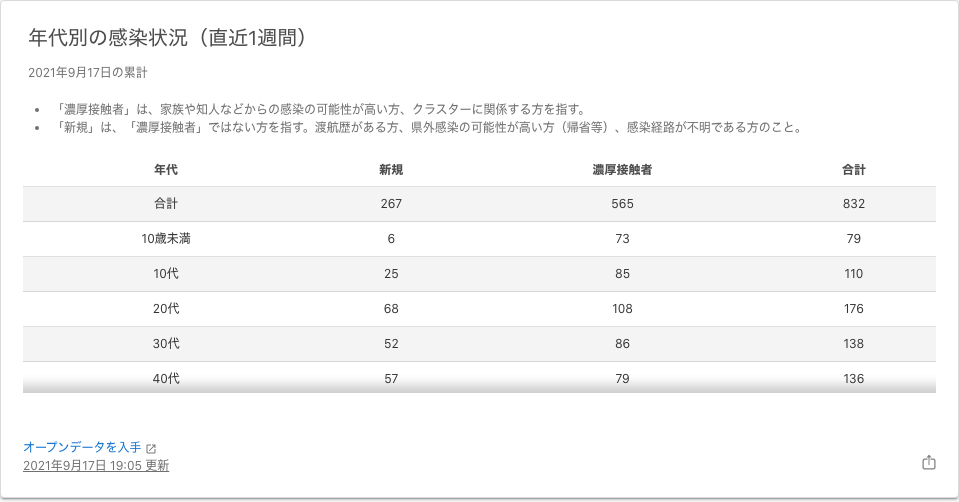 年代別の感染状況（直近1週間）
2021年9月17日の累計
• 「濃厚接触者」は、家族や知人などからの感染の可能性が高い方、クラスターに関係する方を指す。
• 「新規」は、「濃厚接触者」ではない方を指す。渡航歴がある方、県外感染の可能性が高い方（帰省等）、感染経路が不明である方のこと。
年代 新規 濃厚接触者 合計
合計 267 565 832
10歳未満 6 73 79
10代 25 85 110
20代 68 108 176
30代 52 86 138
40代 57 79 136
オープンデータを入手
2021年9月17日 19:05 更新